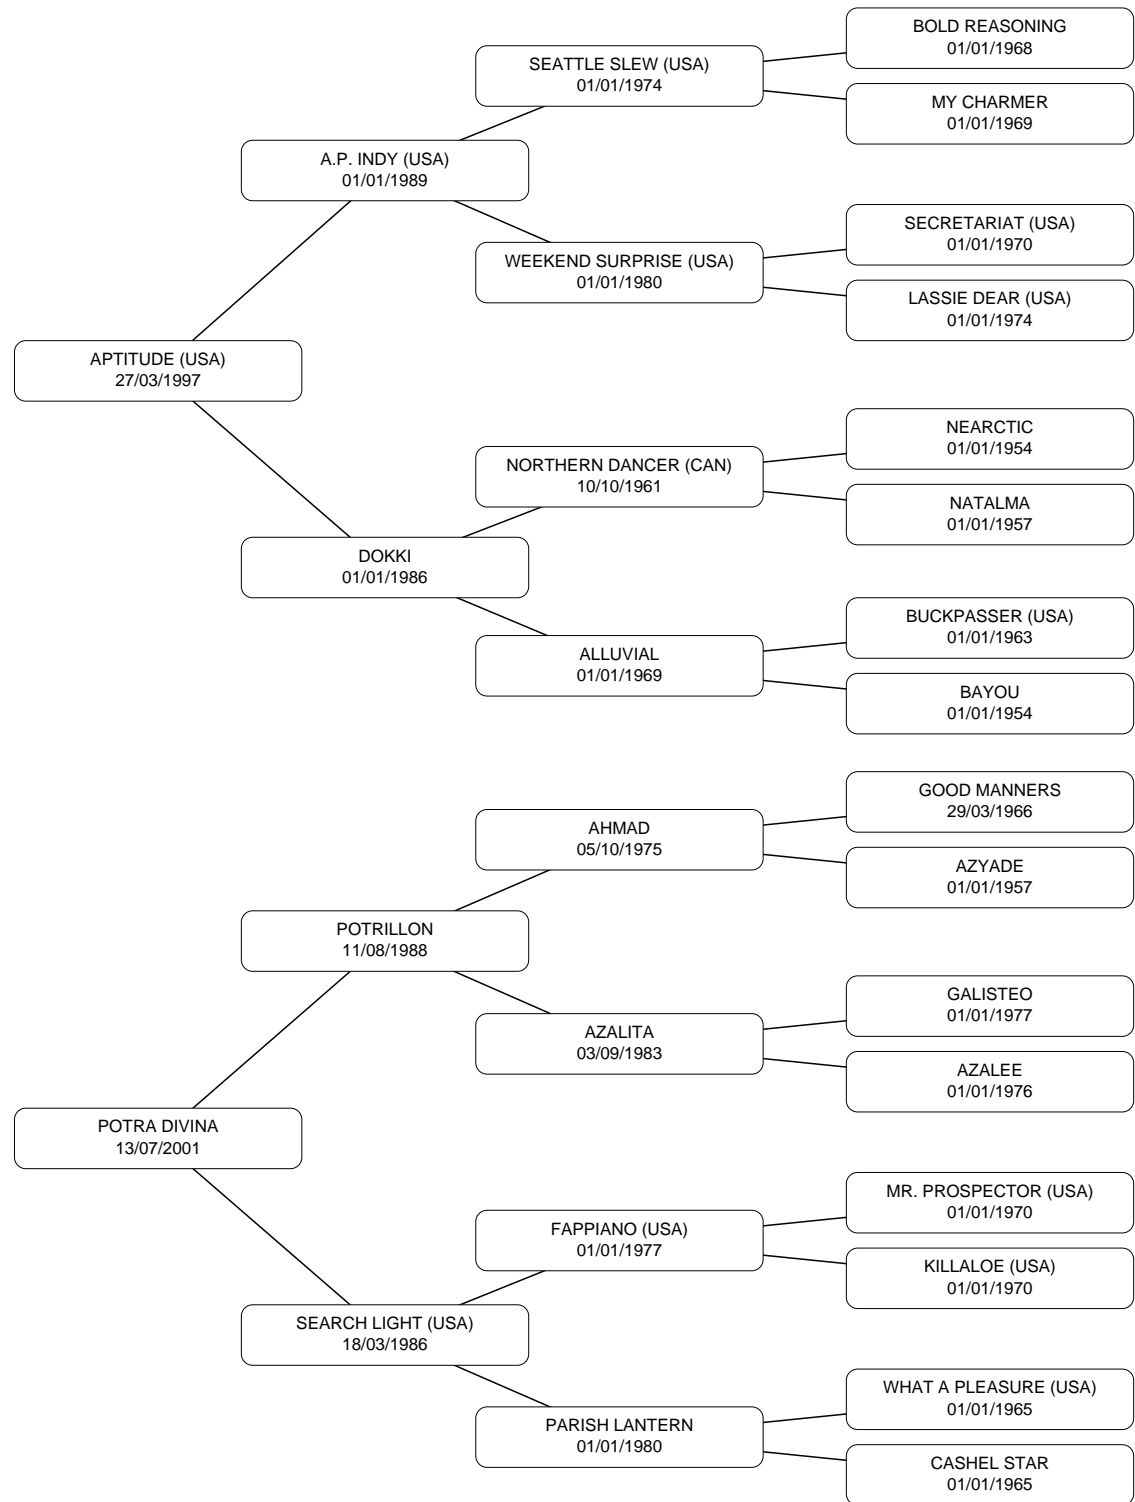 BOLD REASONING
01/01/1968
SEATTLE SLEW (USA)
01/01/1974
MY CHARMER
01/01/1969
A.P. INDY (USA)
01/01/1989
SECRETARIAT (USA)
01/01/1970
WEEKEND SURPRISE (USA)
01/01/1980
LASSIE DEAR (USA)
01/01/1974
APTITUDE (USA)
27/03/1997
NEARCTIC
01/01/1954
NORTHERN DANCER (CAN)
10/10/1961
NATALMA
01/01/1957
DOKKI
01/01/1986
BUCKPASSER (USA)
01/01/1963
ALLUVIAL
01/01/1969
BAYOU
01/01/1954
GOOD MANNERS
29/03/1966
AHMAD
05/10/1975
AZYADE
01/01/1957
POTRILLON
11/08/1988
GALISTEO
01/01/1977
AZALITA
03/09/1983
AZALEE
01/01/1976
POTRA DIVINA
13/07/2001
MR. PROSPECTOR (USA)
01/01/1970
FAPPIANO (USA)
01/01/1977
KILLALOE (USA)
01/01/1970
SEARCH LIGHT (USA)
18/03/1986
WHAT A PLEASURE (USA)
01/01/1965
PARISH LANTERN
01/01/1980
CASHEL STAR
01/01/1965